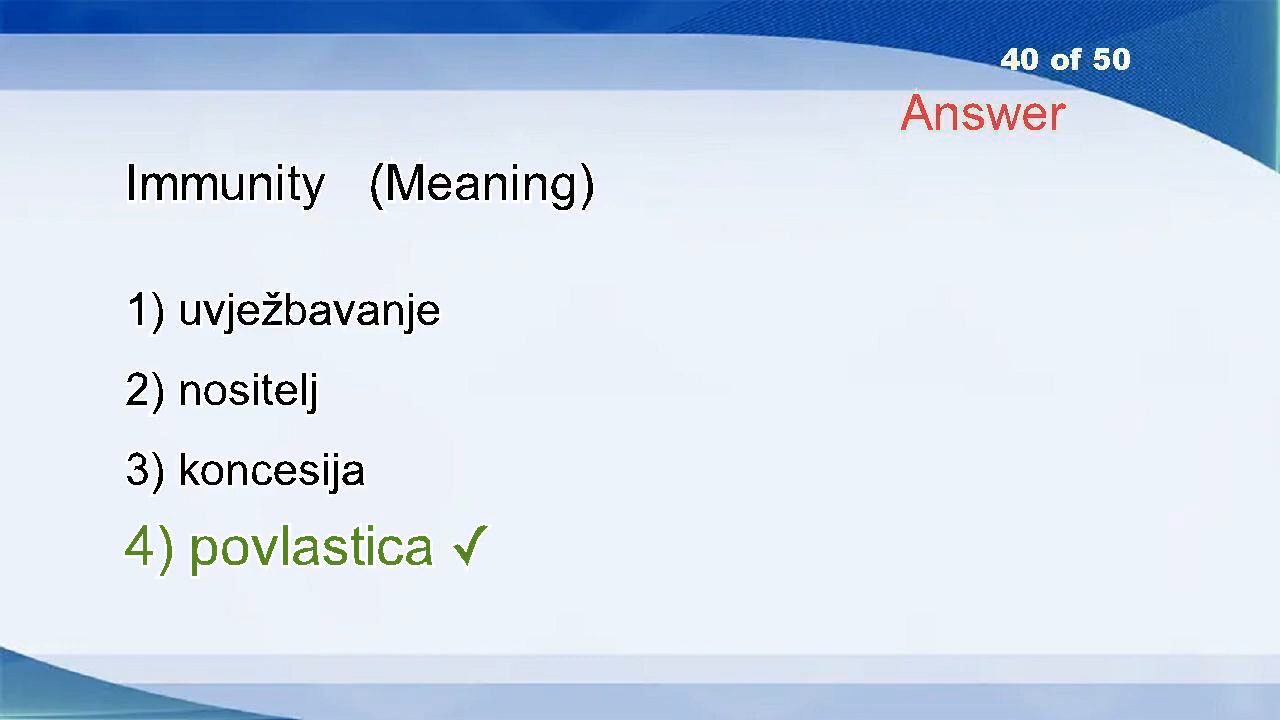 40 of 50
Answer
Immunity (Meaning)
1) uvježbavanje
2) nositelj
3) koncesija
4) povlastica ✓